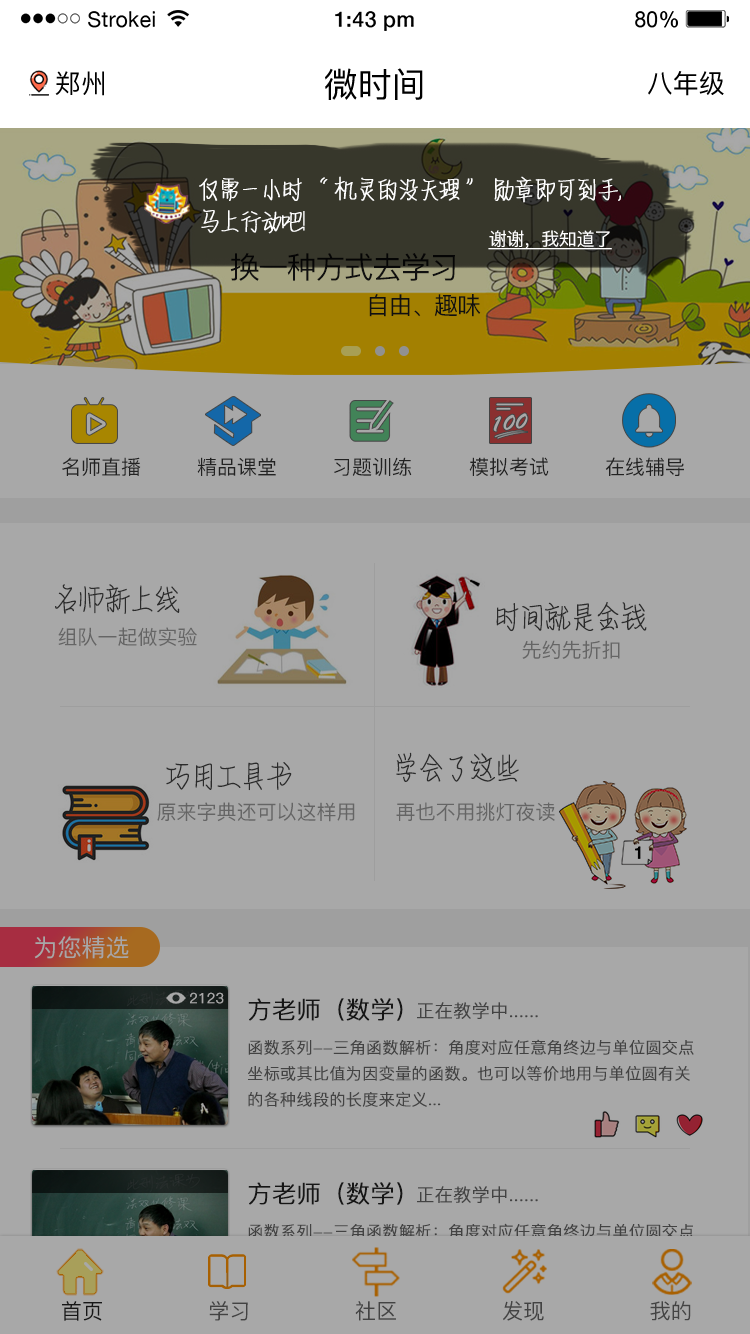 Strokei
1:43 pm
80%
郑州
微时间
八年级
仅需一小时 “机灵的没天理” 勋章即可到手,
马上行动吧!
谢谢，我知道了
换一种方式去学习
自由、趣味
名师直播
精品课堂
习题训练
100
模拟考试
在线辅导
名师新上线
组队一起做实验
时间就是金钱
先约先折扣
巧用工具书
原来字典还可以这样用
学会了这些
再也不用挑灯夜读
1
为您精选
2123
方老师（数学）正在教学中......
函数系列--三角函数解析：角度对应任意角终边与单位圆交点
坐标或其比值为因变量的函数。也可以等价地用与单位圆有关
的各种线段的长度来定义...
方老师（数学）正在教学中......
函数系列--三角函数解析：角度对应任意角终边与单位圆交点
首页
学习
社区
发现
我的